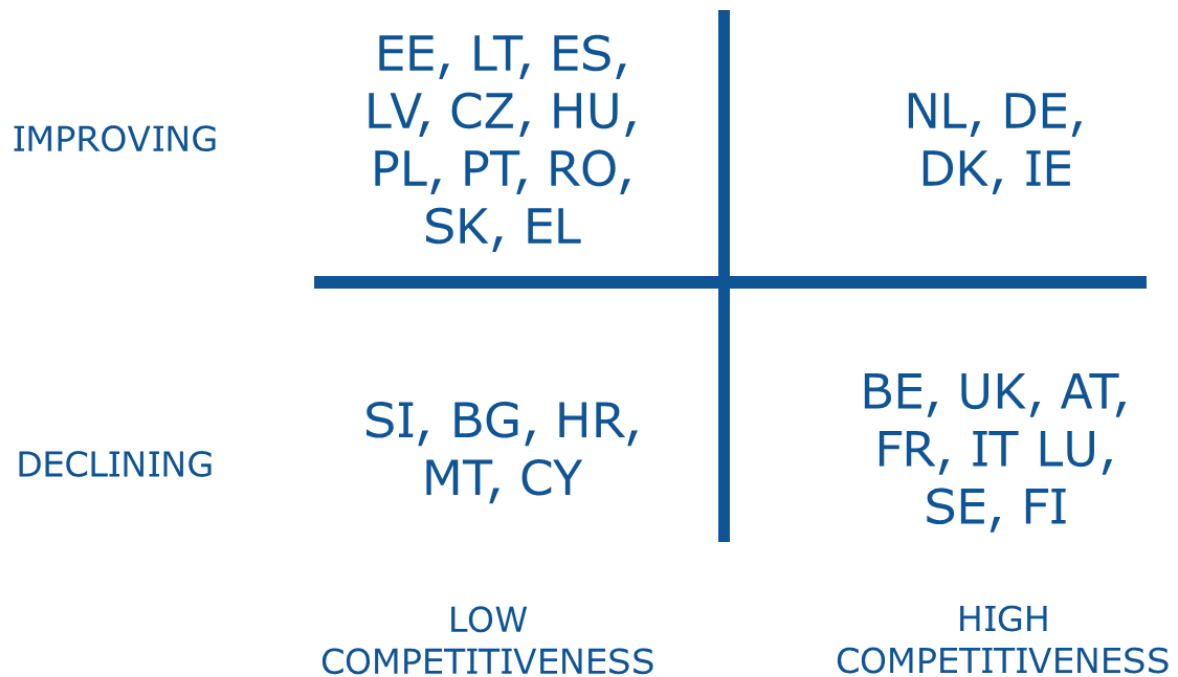 EE, LT, ES,
LV, CZ, HU,
PL, PT, RO,
SK, EL
IMPROVING
NL, DE,
DK, IE
SI, BG, HR,
MT, CY
DECLINING
BE, UK, AT,
FR, IT LU,
SE, FI
LOW
COMPETITIVENESS
HIGH
COMPETITIVENESS